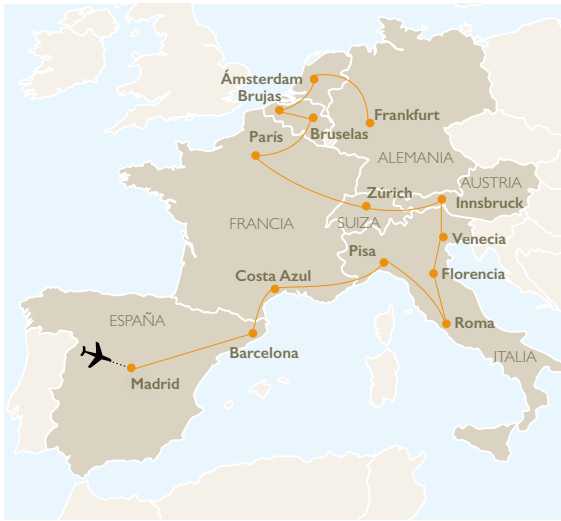 Ámsterdam
Brujas
Frankfurt
Bruselas
París
ALEMANIA
Zúrich
AUSTRIA
Innsbruck
FRANCIA
SUIZA
Venecia
Pisa
Costa Azul
Florencia
ESPAÑA
Roma
Barcelona
ITALIA
Madrid